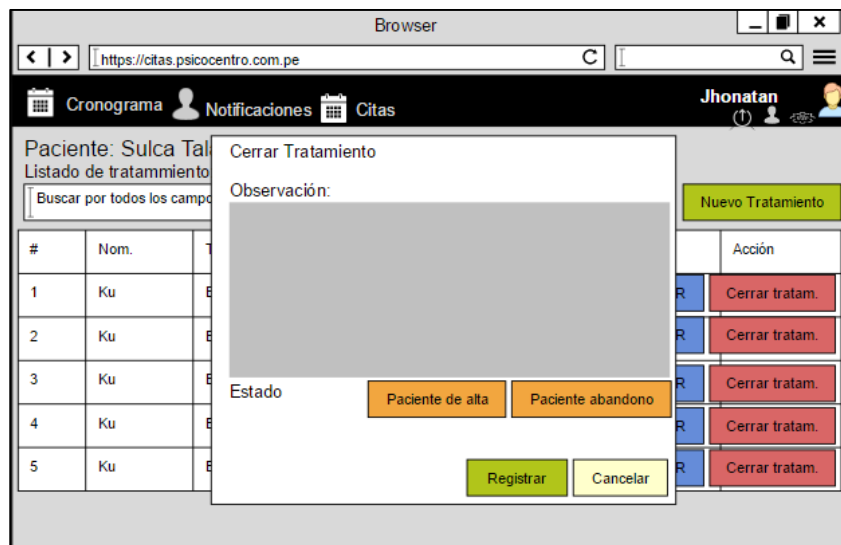 Browser
https://citas.psicocentro.com.pe
Cronograma Notificaciones Citas Jhonatan
Paciente: Sulca Tala
Listado de tratammiento
Buscar por todos los campo
Nuevo Tratamiento
Cerrar Tratamiento
Observación:
Estado
Paciente de alta Paciente abandono
Registrar Cancelar
# Nom. Acción
1 Ku R Cerrar tratam.
2 Ku R Cerrar tratam.
3 Ku R Cerrar tratam.
4 Ku R Cerrar tratam.
5 Ku R Cerrar tratam.